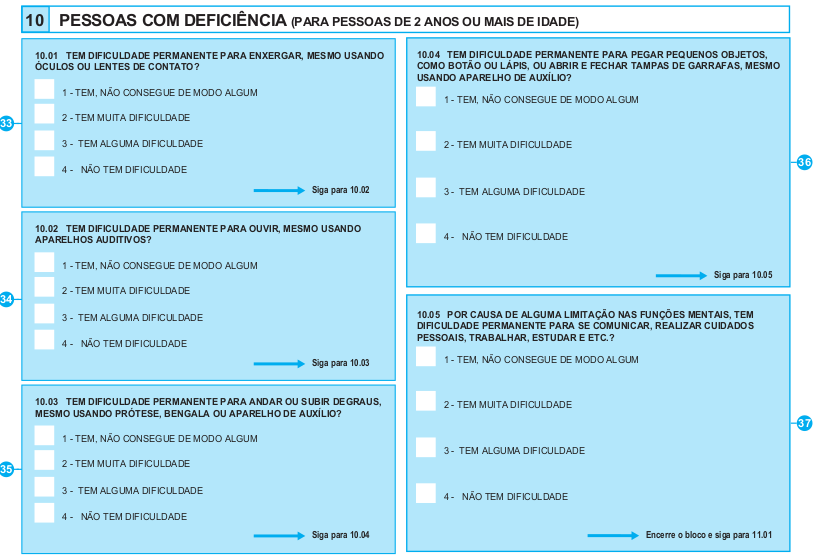 10 PESSOAS COM DEFICIÊNCIA (PARA PESSOAS DE 2 ANOS OU MAIS DE IDADE)
10.01 TEM DIFICULDADE PERMANENTE PARA ENXERGAR, MESMO USANDO
ÓCULOS OU LENTES DE CONTATO?
1 - TEM, NÃO CONSEGUE DE MODO ALGUM
2 - TEM MUITA DIFICULDADE
33
3 - TEM ALGUMA DIFICULDADE
4 - NÃO TEM DIFICULDADE
Siga para 10.02
10.02 TEM DIFICULDADE PERMANENTE PARA OUVIR, MESMO USANDO
APARELHOS AUDITIVOS?
1 - TEM, NÃO CONSEGUE DE MODO ALGUM
2 - TEM MUITA DIFICULDADE
34
3 - TEM ALGUMA DIFICULDADE
4 - NÃO TEM DIFICULDADE
Siga para 10.03
10.03 TEM DIFICULDADE PERMANENTE PARA ANDAR OU SUBIR DEGRAUS,
MESMO USANDO PRÓTESE, BENGALA OU APARELHO DE AUXÍLIO?
1 - TEM, NÃO CONSEGUE DE MODO ALGUM
2 - TEM MUITA DIFICULDADE
35
3 - TEM ALGUMA DIFICULDADE
4 - NÃO TEM DIFICULDADE
Siga para 10.04
10.04 TEM DIFICULDADE PERMANENTE PARA PEGAR PEQUENOS OBJETOS,
COMO BOTÃO OU LÁPIS, OU ABRIR E FECHAR TAMPAS DE GARRAFAS, MESMO
USANDO APARELHO DE AUXÍLIO?
1 - TEM, NÃO CONSEGUE DE MODO ALGUM
2 - TEM MUITA DIFICULDADE
36
3 - TEM ALGUMA DIFICULDADE
4 - NÃO TEM DIFICULDADE
Siga para 10.05
10.05 POR CAUSA DE ALGUMA LIMITAÇÃO NAS FUNÇÕES MENTAIS, TEM
DIFICULDADE PERMANENTE PARA SE COMUNICAR, REALIZAR CUIDADOS
PESSOAIS, TRABALHAR, ESTUDAR E ETC.?
1 - TEM, NÃO CONSEGUE DE MODO ALGUM
2 - TEM MUITA DIFICULDADE
37
3 - TEM ALGUMA DIFICULDADE
4 - NÃO TEM DIFICULDADE
Encerre o bloco e siga para 11.01